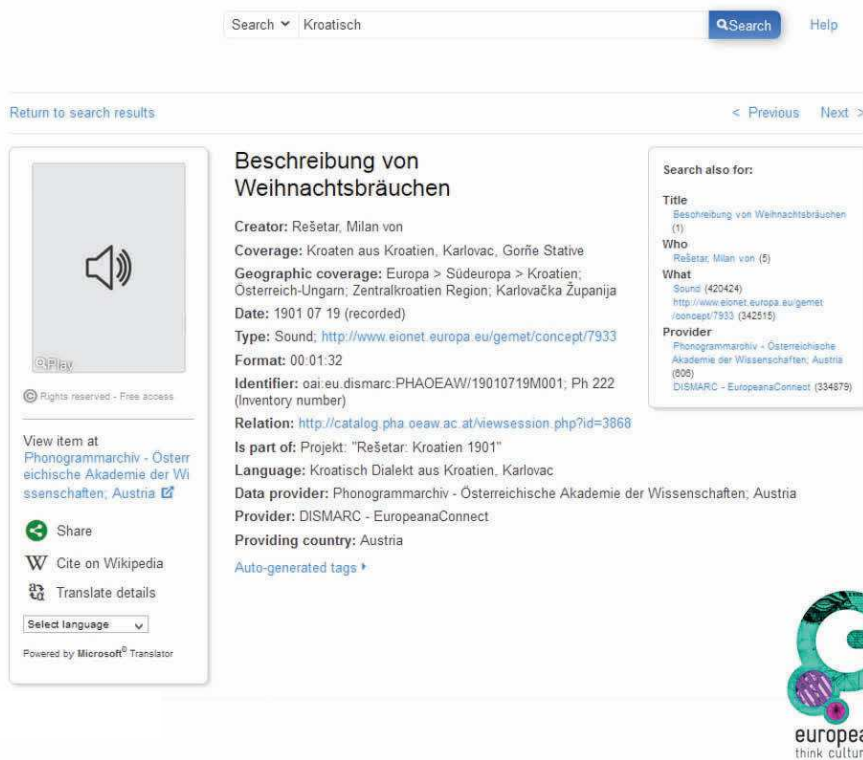 Search Kroatisch Search Help
Return to search results < Previous Next >
Play
© Rights reserved - Free access
View item at
Phonogrammarchiv - Österr
eichische Akademie der Wi
ssenschaften; Austria
Share
W Cite on Wikipedia
Translate details
Select language
Powered by Microsoft® Translator
Beschreibung von
Weihnachtsbräuchen
Creator: Rešetar, Milan von
Coverage: Kroaten aus Kroatien, Karlovac, Gorñe Stative
Geographic coverage: Europa > Südeuropa > Kroatien;
Österreich-Ungarn; Zentralkroatien Region; Karlovačka Županija
Date: 1901 07 19 (recorded)
Type: Sound; http://www.eionet.europa.eu/gemet/concept/7933
Format: 00:01:32
Identifier: oai:eu.dismarc:PHAOEAW/19010719M001; Ph 222
(Inventory number)
Relation: http://catalog.pha.oeaw.ac.at/viewsession.php?id=3868
Is part of: Projekt: "Rešetar: Kroatien 1901"
Language: Kroatisch Dialekt aus Kroatien, Karlovac
Data provider: Phonogrammarchiv - Österreichische Akademie der Wissenschaften; Austria
Provider: DISMARC - EuropeanaConnect
Providing country: Austria
Auto-generated tags
Search also for:
Title
Beschreibung von Weihnachtsbräuchen
(1)
Who
Rešetar, Milan von (5)
What
Sound (420424)
http://www.eionet.europa.eu/gemet
/concept/7933 (342515)
Provider
Phonogrammarchiv - Österreichische
Akademie der Wissenschaften; Austria
(606)
DISMARC - EuropeanaConnect (334879)
europea
think cultur